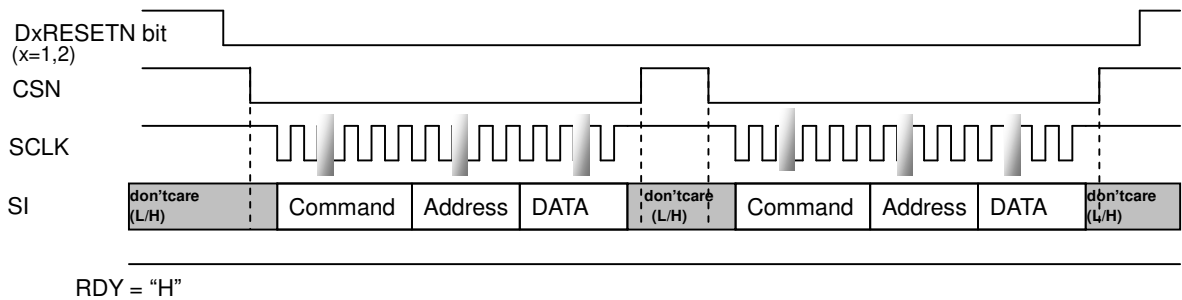 DxRESETN bit
(x=1,2)
CSN
SCLK
SI
don'tcare
(L/H)
Command
Address
DATA
don'tcare
(L/H)
Command
Address
DATA
don'tcare
(L/H)
RDY = “H”